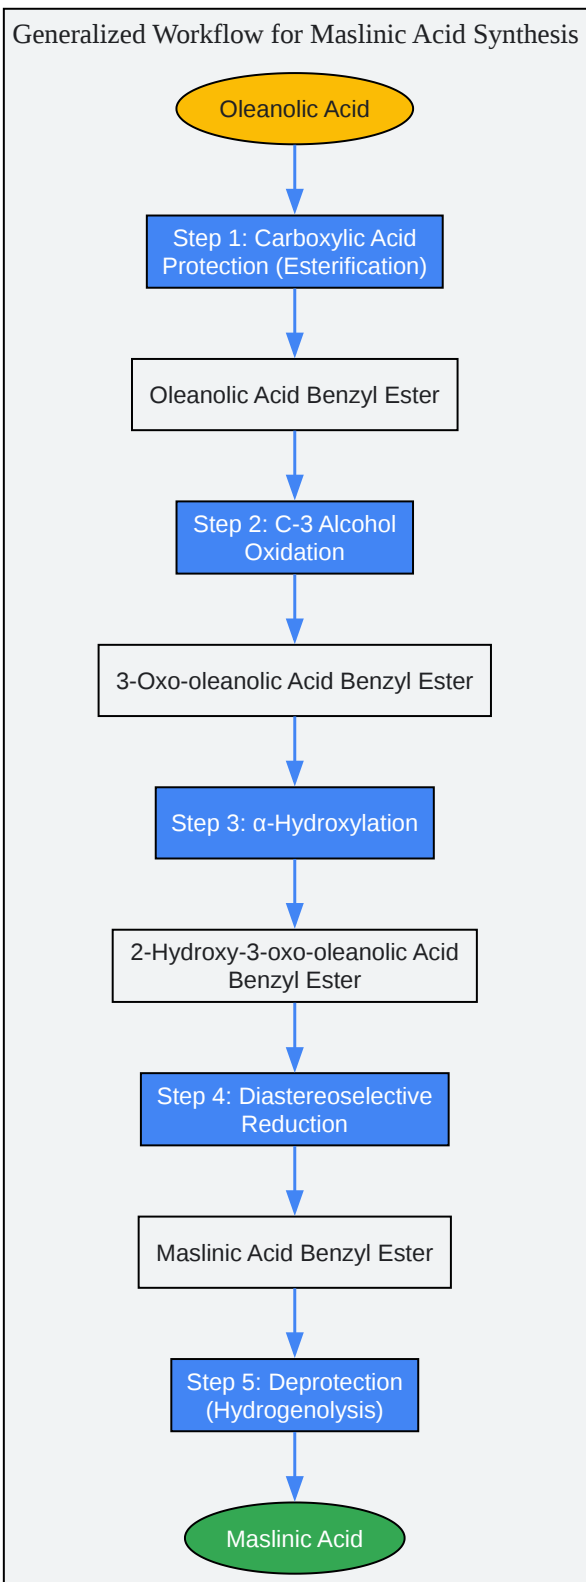 Generalized Workflow for Maslinic Acid Synthesis
Oleanolic Acid
Step 1: Carboxylic Acid
Protection (Esterification)
Oleanolic Acid Benzyl Ester
Step 2: C-3 Alcohol
Oxidation
3-Oxo-oleanolic Acid Benzyl Ester
Step 3: α-Hydroxylation
2-Hydroxy-3-oxo-oleanolic Acid
Benzyl Ester
Step 4: Diastereoselective
Reduction
Maslinic Acid Benzyl Ester
Step 5: Deprotection
(Hydrogenolysis)
Maslinic Acid